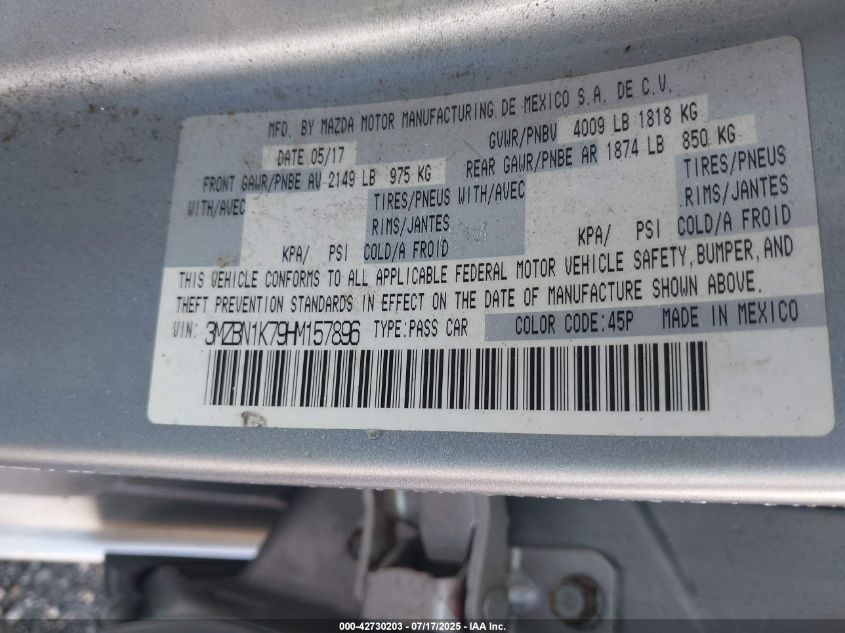 MFD. BY MAZDA MOTOR MANUFACTURING DE MEXICO S.A. DE C.V.
DATE 05/17 GVWR/PNBV 4009 LB 1818 KG
FRONT GAWR/PNBE AV 2149 LB 975 KG REAR GAWR/PNBE AR 1874 LB 850 KG
WITH/AVEC TIRES/PNEUS WITH/AVEC TIRES/PNEUS
RIMS/JANTES RIMS/JANTES
KPA/ PSI COLD/A FROID KPA/ PSI COLD/A FROID
THIS VEHICLE CONFORMS TO ALL APPLICABLE FEDERAL MOTOR VEHICLE SAFETY, BUMPER, AND
THEFT PREVENTION STANDARDS IN EFFECT ON THE DATE OF MANUFACTURE SHOWN ABOVE.
VIN: 3MZBN1K79HM157896 TYPE:PASS CAR COLOR CODE:45P MADE IN MEXICO
000-42730203 - 07/17/2025 - IAA Inc.